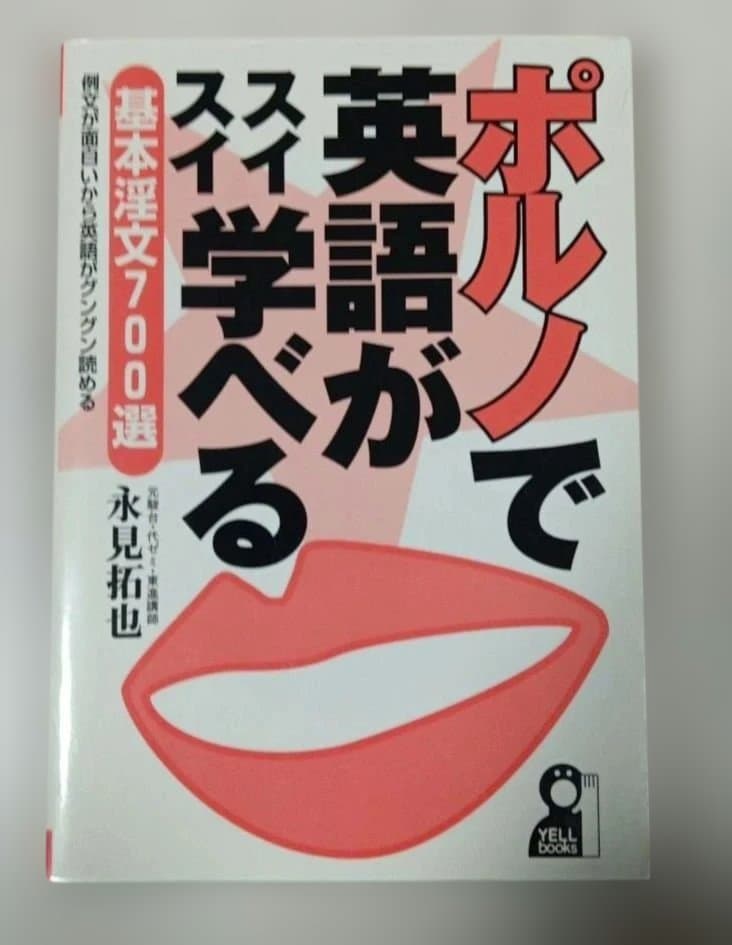 ポルノで
英語が
スイスイ学べる
基本淫文700選
例文が面白いから英語がグングン読める
元駿台・代ゼミ・東進講師
永見拓也
YELL
books